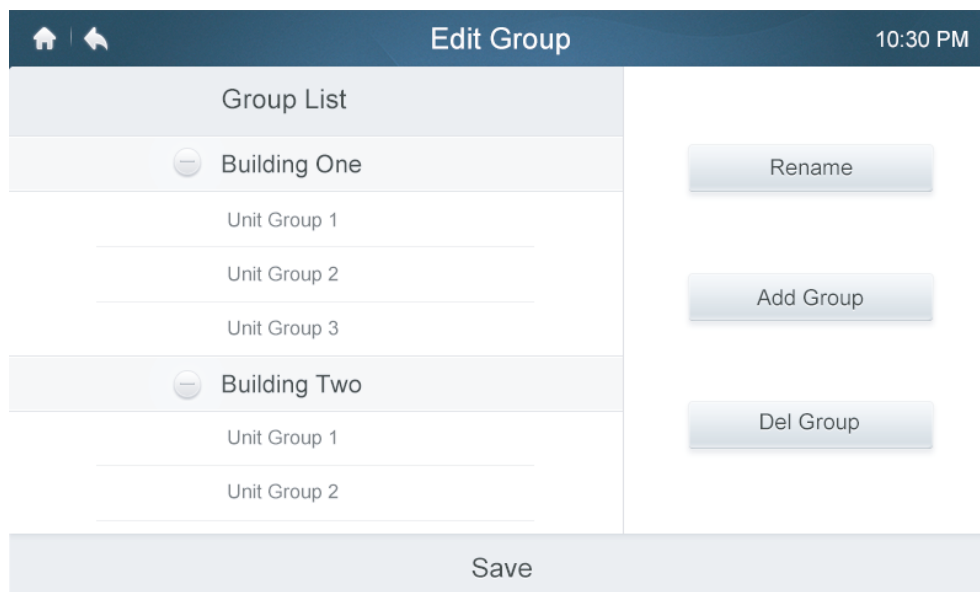 Edit Group
10:30 PM
Group List
Building One
Unit Group 1
Unit Group 2
Unit Group 3
Building Two
Unit Group 1
Unit Group 2
Rename
Add Group
Del Group
Save